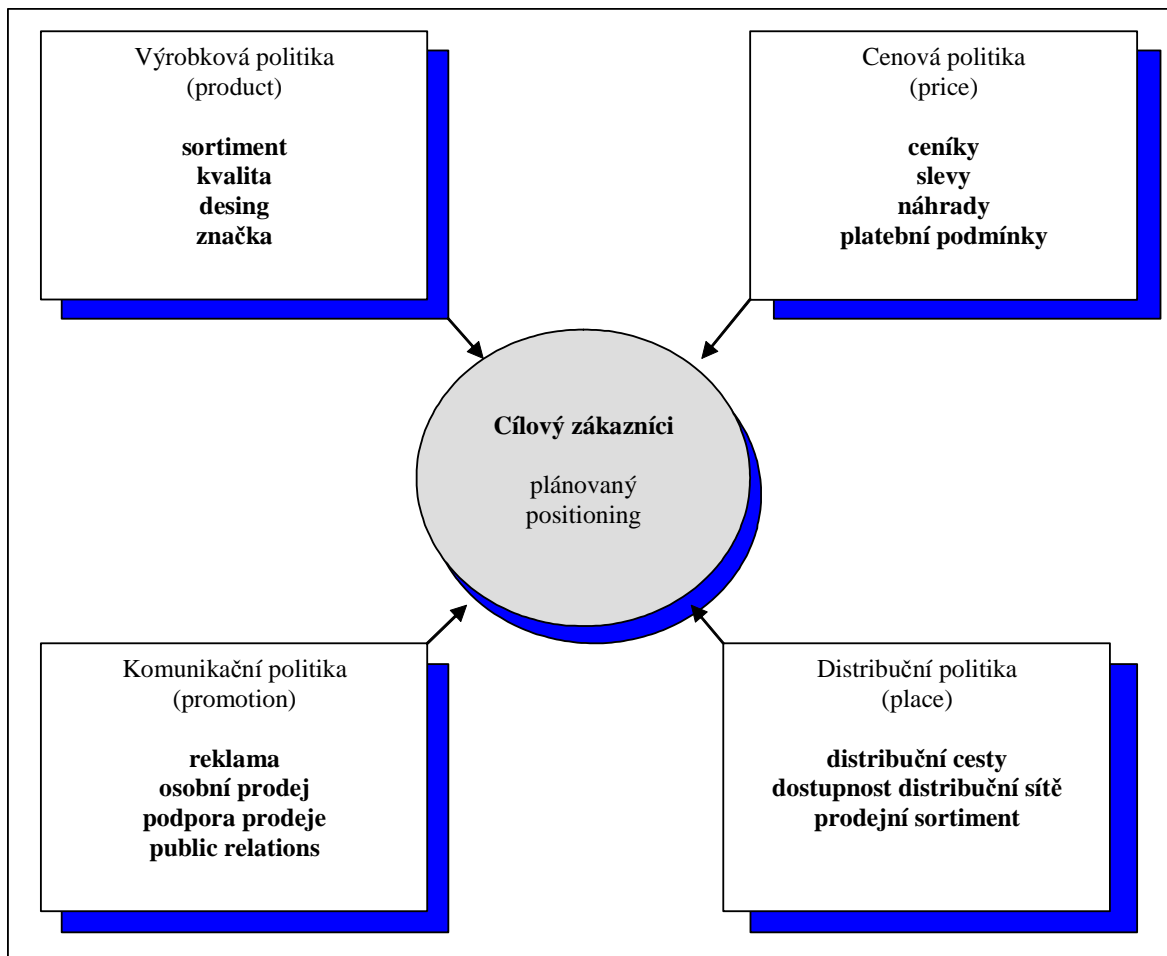 Výrobková politika
(product)
sortiment
kvalita
desing
značka
Cenová politika
(price)
ceníky
slevy
náhrady
platební podmínky
Cílový zákazníci
plánovaný
positioning
Komunikační politika
(promotion)
reklama
osobní prodej
podpora prodeje
public relations
Distribuční politika
(place)
distribuční cesty
dostupnost distribuční sítě
prodejní sortiment